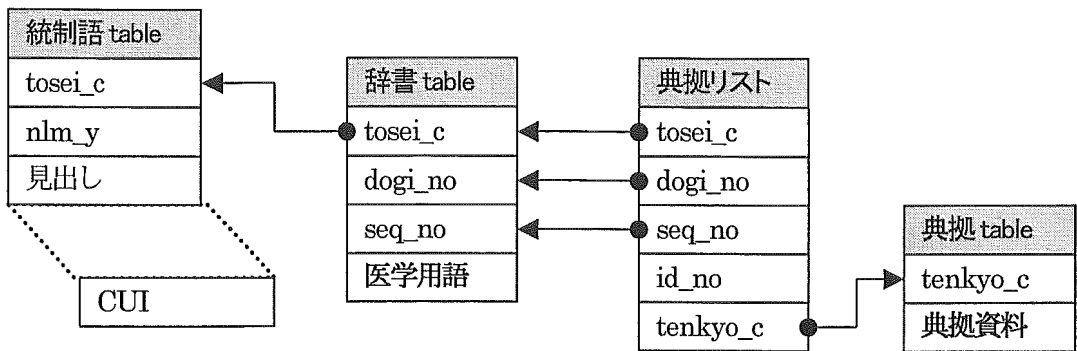 統制語 table
tosei_c
nlm_y
見出し
CUI
辞書 table
tosei_c
dogi_no
seq_no
医学用語
典拠リスト
tosei_c
dogi_no
seq_no
id_no
tenkyo_c
典拠 table
tenkyo_c
典拠資料